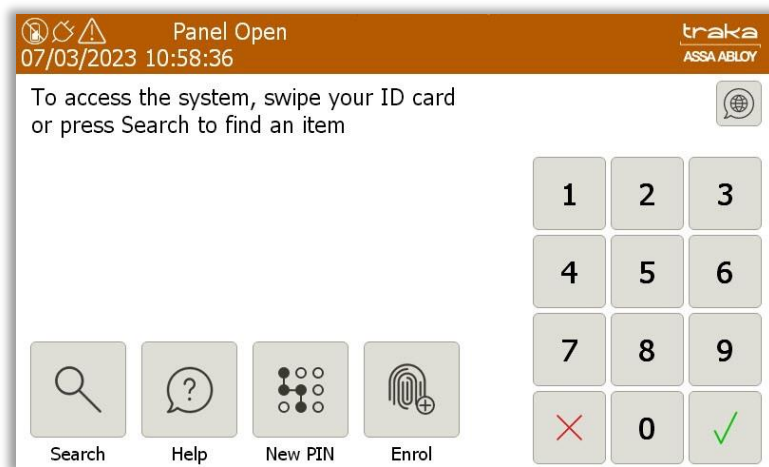 Panel Open
07/03/2023 10:58:36
traka
ASSA ABLOY
To access the system, swipe your ID card
or press Search to find an item
1 2 3
4 5 6
7 8 9
0
Search Help New PIN Enrol